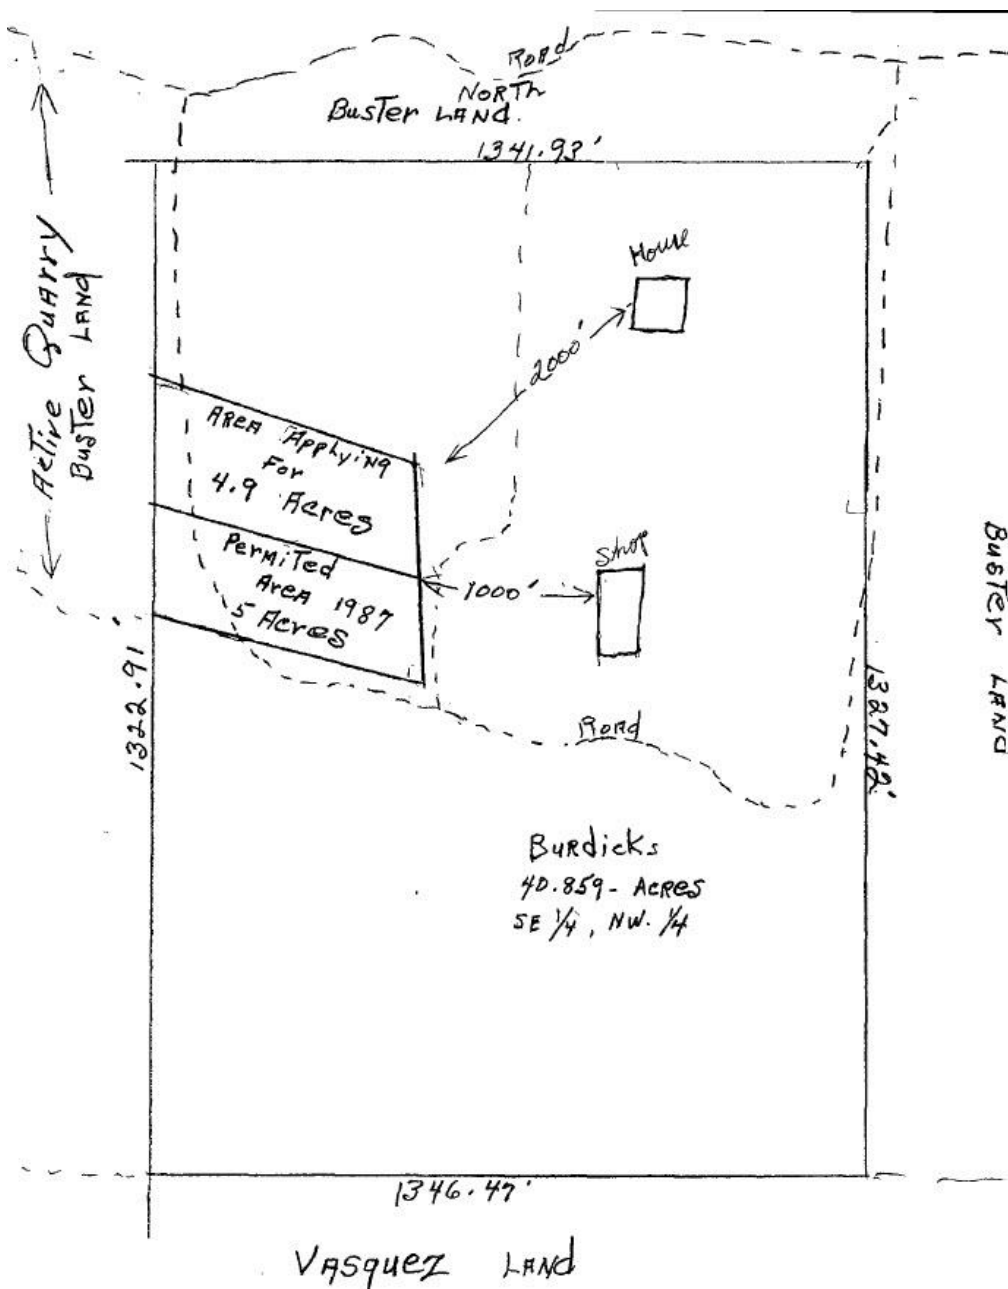 Road
NORTH
Buster LAND.
1341.93'
Active Quarry
Buster LAND
House
2000'
AREA Applying
For
4.9 Acres
Permited
Area 1987
5 Acres
1000'
Shop
BUSTER LAND
1322.91'
1327.42'
Road
Burdicks
40.859- ACRES
SE 1/4, NW. 1/4
1346.47'
VASquEZ LAND